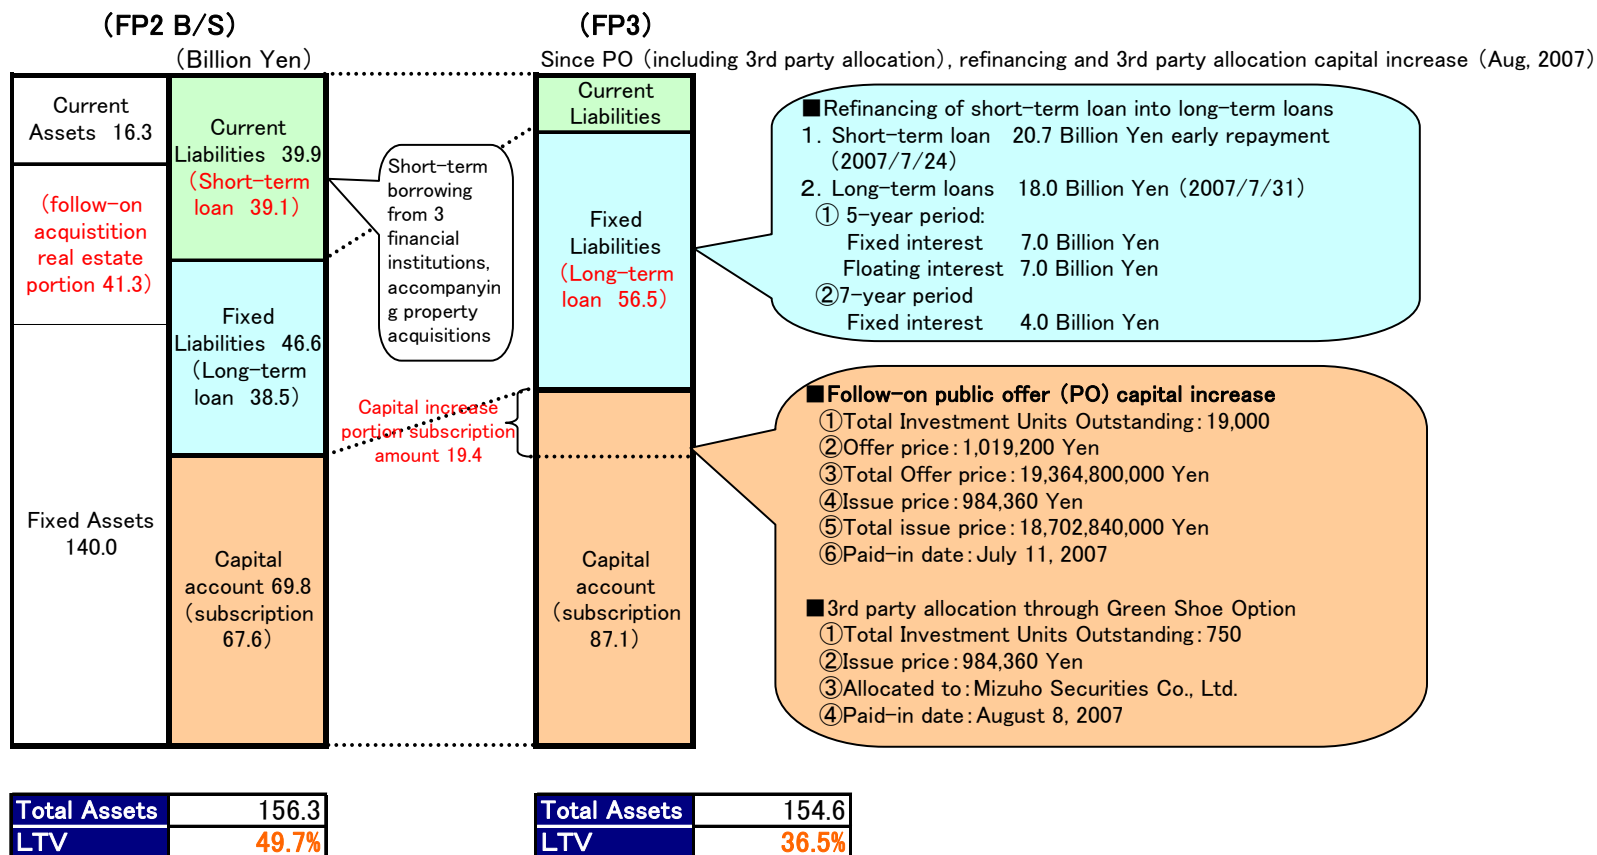 (FP2 B/S)
(Billion Yen)
Current
Assets 16.3
(follow-on
acquistition
real estate
portion 41.3)
Fixed Assets
140.0
Current
Liabilities 39.9
(Short-term
loan 39.1)
Fixed
Liabilities 46.6
(Long-term
loan 38.5)
Capital
account 69.8
(subscription
67.6)
Short-term
borrowing
from 3
financial
institutions,
accompanyin
g property
acquisitions
Capital increase
portion subscription
amount 19.4
(FP3)
Since PO (including 3rd party allocation), refinancing and 3rd party allocation capital increase (Aug, 2007)
Current
Liabilities
Fixed
Liabilities
(Long-term
loan 56.5)
Capital
account
(subscription
87.1)
■Refinancing of short-term loan into long-term loans
1. Short-term loan 20.7 Billion Yen early repayment
(2007/7/24)
2. Long-term loans 18.0 Billion Yen (2007/7/31)
① 5-year period:
Fixed interest 7.0 Billion Yen
Floating interest 7.0 Billion Yen
②7-year period
Fixed interest 4.0 Billion Yen
■Follow-on public offer (PO) capital increase
①Total Investment Units Outstanding:19,000
②Offer price:1,019,200 Yen
③Total Offer price:19,364,800,000 Yen
④Issue price:984,360 Yen
⑤Total issue price:18,702,840,000 Yen
⑥Paid-in date:July 11, 2007
■3rd party allocation through Green Shoe Option
①Total Investment Units Outstanding:750
②Issue price:984,360 Yen
③Allocated to:Mizuho Securities Co., Ltd.
④Paid-in date:August 8, 2007
Total Assets 156.3
LTV 49.7%
Total Assets 154.6
LTV 36.5%